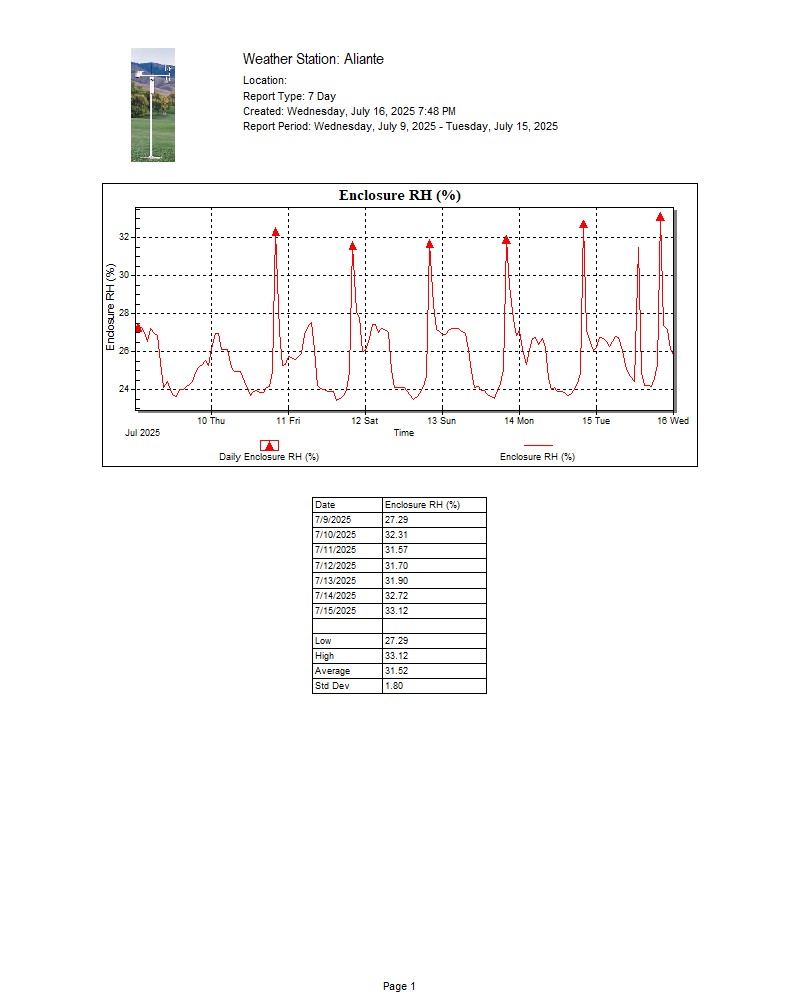 Weather Station: Aliante
Location:
Report Type: 7 Day
Created: Wednesday, July 16, 2025 7:48 PM
Report Period: Wednesday, July 9, 2025 - Tuesday, July 15, 2025
Enclosure RH (%)
Enclosure RH (%)
32
30
28
26
24
10 Thu 11 Fri 12 Sat 13 Sun 14 Mon 15 Tue 16 Wed
Jul 2025 Time
Daily Enclosure RH (%) Enclosure RH (%)
Date Enclosure RH (%)
7/9/2025 27.29
7/10/2025 32.31
7/11/2025 31.57
7/12/2025 31.70
7/13/2025 31.90
7/14/2025 32.72
7/15/2025 33.12
Low 27.29
High 33.12
Average 31.52
Std Dev 1.80
Page 1